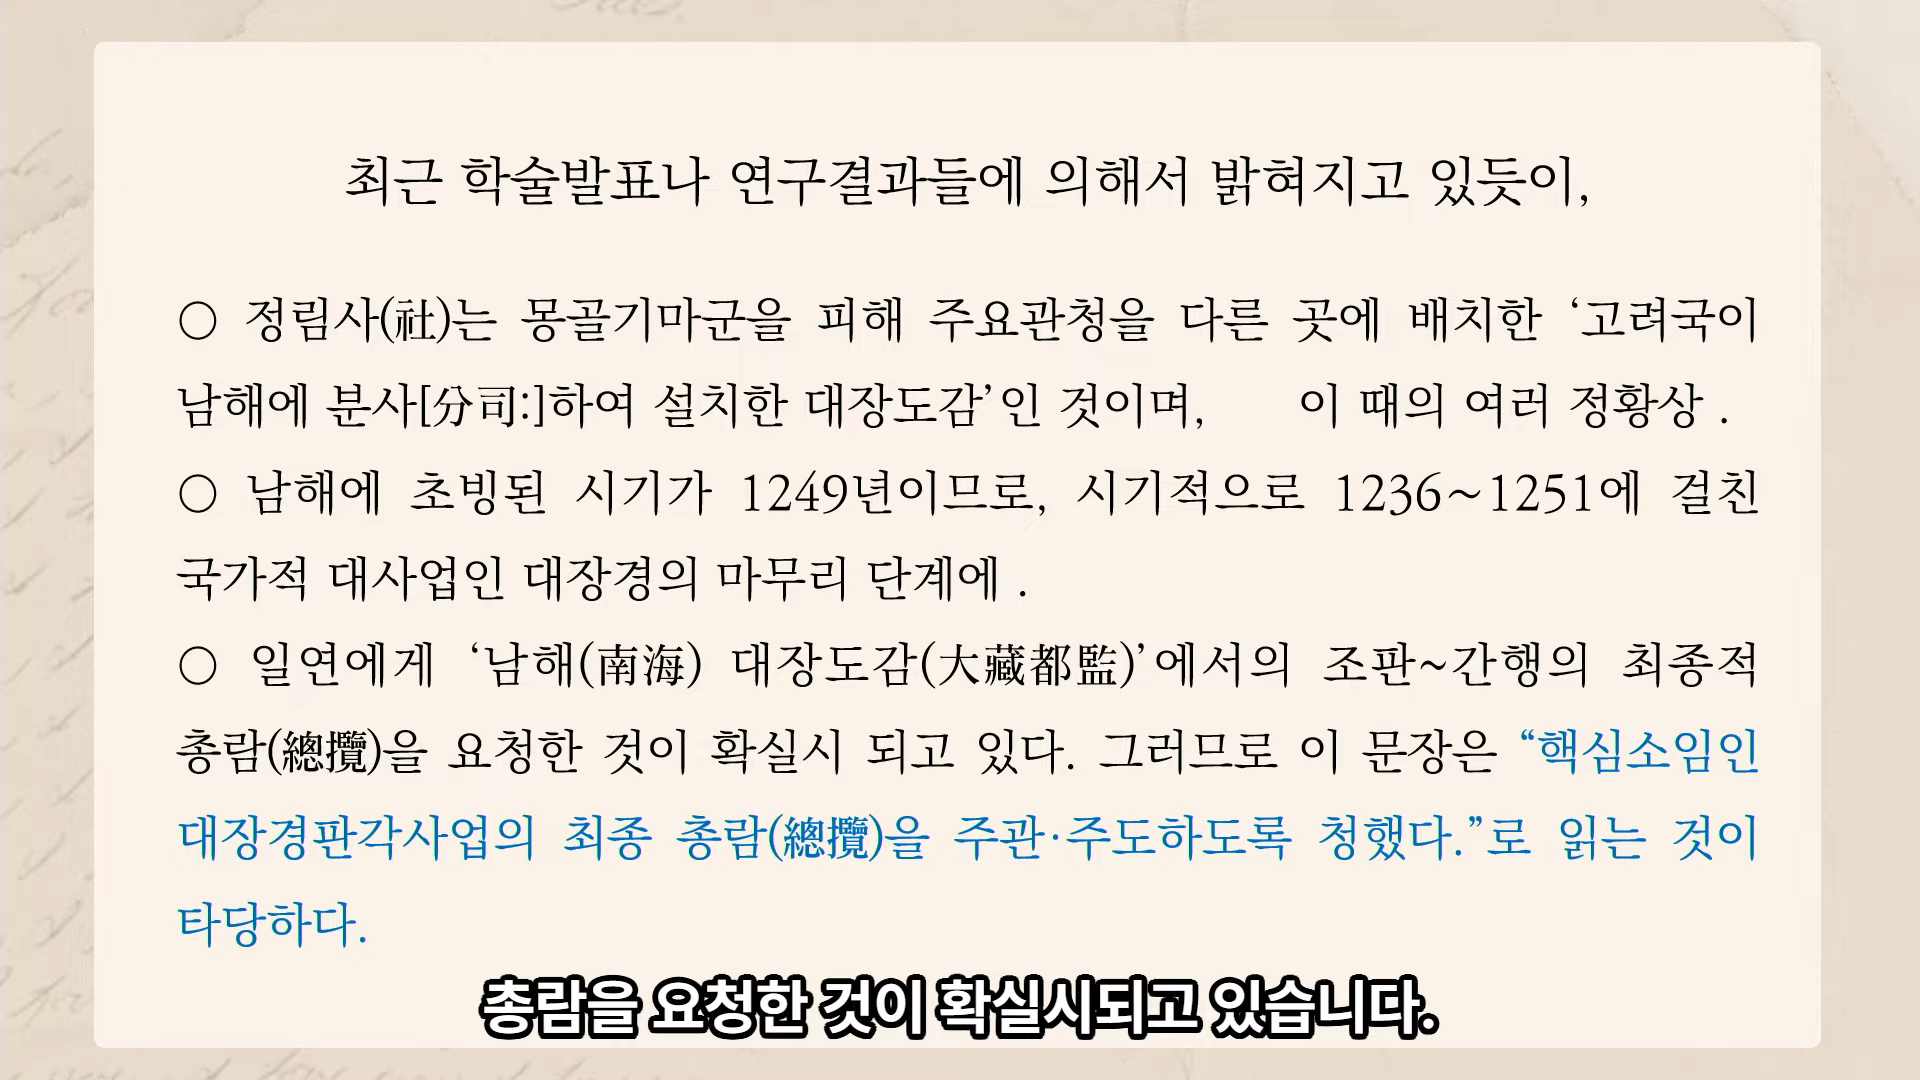 최근 학술발표나 연구결과들에 의해서 밝혀지고 있듯이,
○ 정림사(社)는 몽골기마군을 피해 주요관청을 다른 곳에 배치한 ‘고려국이
남해에 분사[分司:]하여 설치한 대장도감’인 것이며, 이 때의 여러 정황상 .
○ 남해에 초빙된 시기가 1249년이므로, 시기적으로 1236~1251에 걸친
국가적 대사업인 대장경의 마무리 단계에 .
○ 일연에게 ‘남해(南海) 대장도감(大藏都監)’에서의 조판~간행의 최종적
총람(總攬)을 요청한 것이 확실시 되고 있다. 그러므로 이 문장은 “핵심소임인
대장경판각사업의 최종 총람(總攬)을 주관·주도하도록 청했다.”로 읽는 것이
타당하다.
총람을 요청한 것이 확실시되고 있습니다.